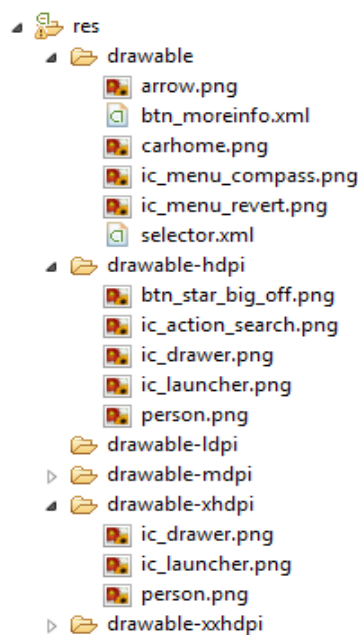 res
drawable
arrow.png
btn_moreinfo.xml
carhome.png
ic_menu_compass.png
ic_menu_revert.png
selector.xml
drawable-hdpi
btn_star_big_off.png
ic_action_search.png
ic_drawer.png
ic_launcher.png
person.png
drawable-ldpi
drawable-mdpi
drawable-xhdpi
ic_drawer.png
ic_launcher.png
person.png
drawable-xxhdpi